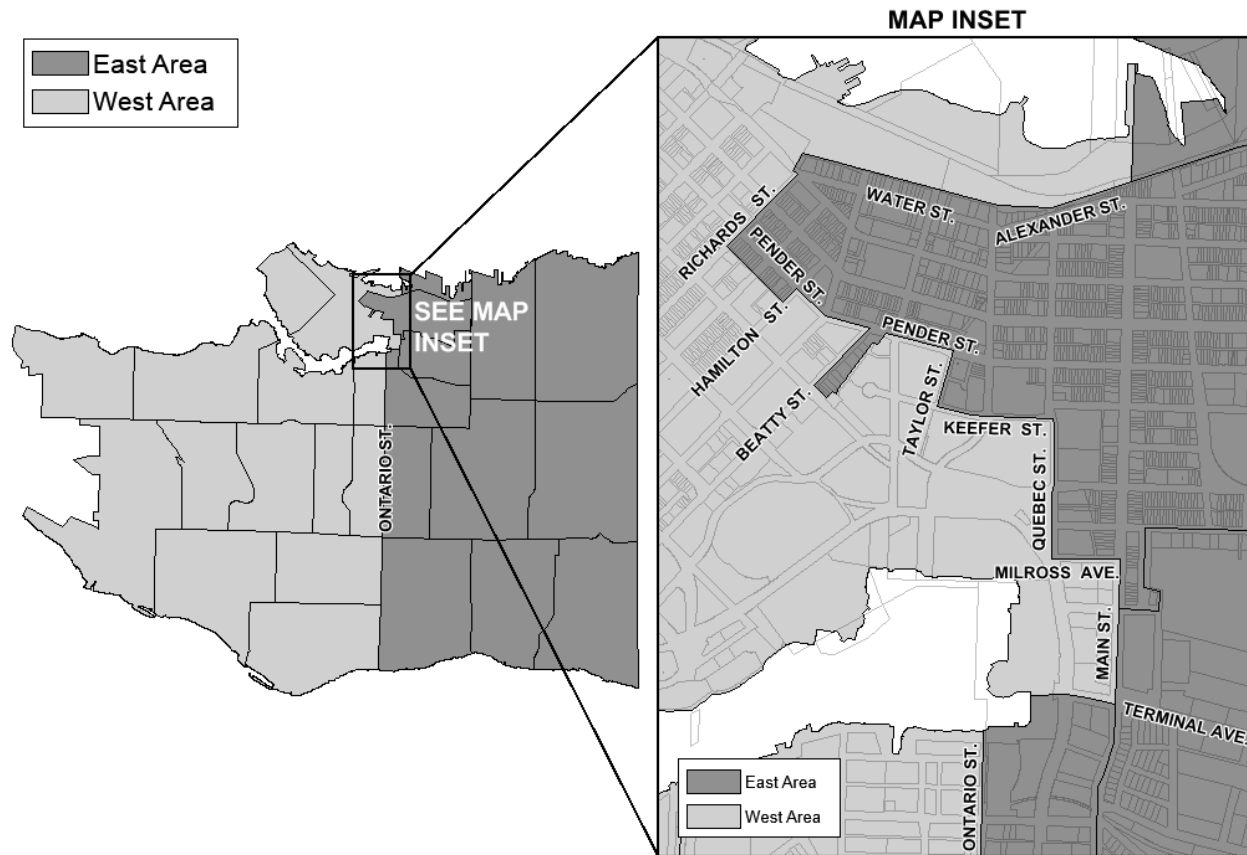 MAP INSET
East Area
West Area
SEE MAP
INSET
ONTARIO ST.
RICHARDS ST.
WATER ST.
ALEXANDER ST.
PENDER ST.
HAMILTON ST.
PENDER ST.
BEATTY ST.
TAYLOR ST.
KEEFER ST.
QUEBEC ST.
MILROSS AVE.
MAIN ST.
TERMINAL AVE.
ONTARIO ST.
East Area
West Area